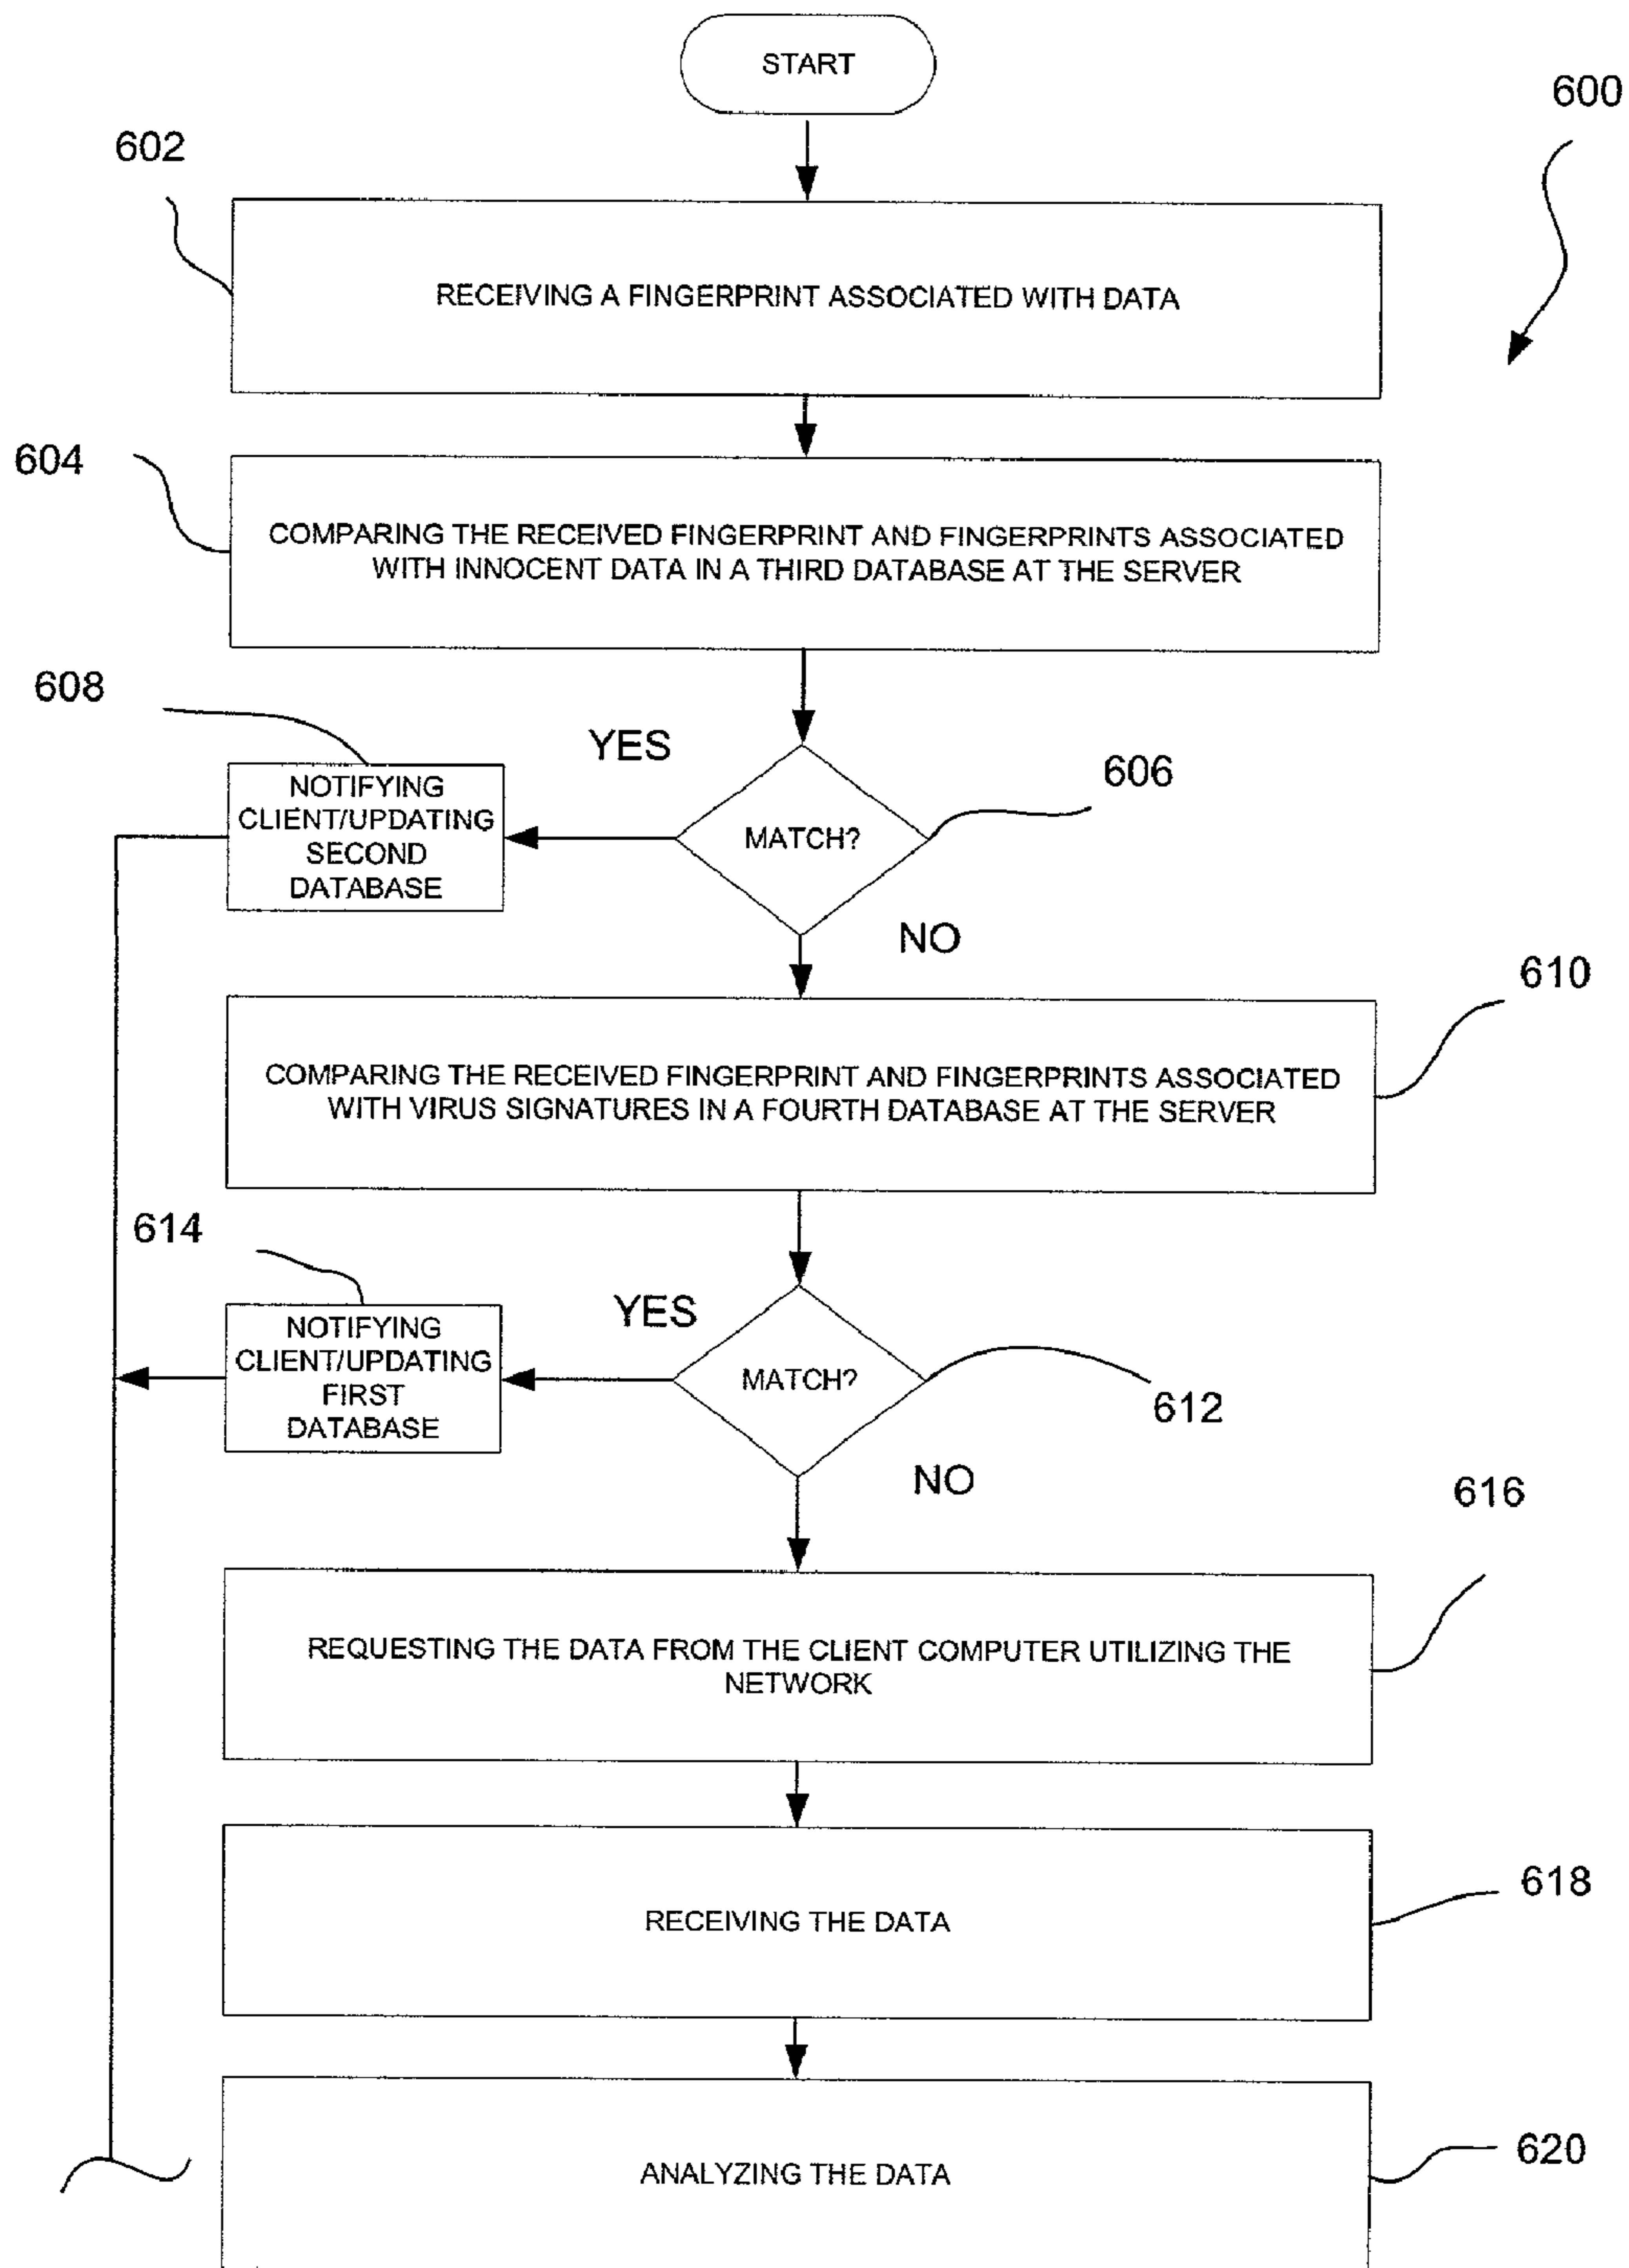 START
600
602
RECEIVING A FINGERPRINT ASSOCIATED WITH DATA
604
COMPARING THE RECEIVED FINGERPRINT AND FINGERPRINTS ASSOCIATED
WITH INNOCENT DATA IN A THIRD DATABASE AT THE SERVER
608
YES
606
NOTIFYING
CLIENT/UPDATING
SECOND
DATABASE
MATCH?
NO
610
COMPARING THE RECEIVED FINGERPRINT AND FINGERPRINTS ASSOCIATED
WITH VIRUS SIGNATURES IN A FOURTH DATABASE AT THE SERVER
614
YES
NOTIFYING
CLIENT/UPDATING
FIRST
DATABASE
MATCH?
612
NO
616
REQUESTING THE DATA FROM THE CLIENT COMPUTER UTILIZING THE
NETWORK
618
RECEIVING THE DATA
620
ANALYZING THE DATA